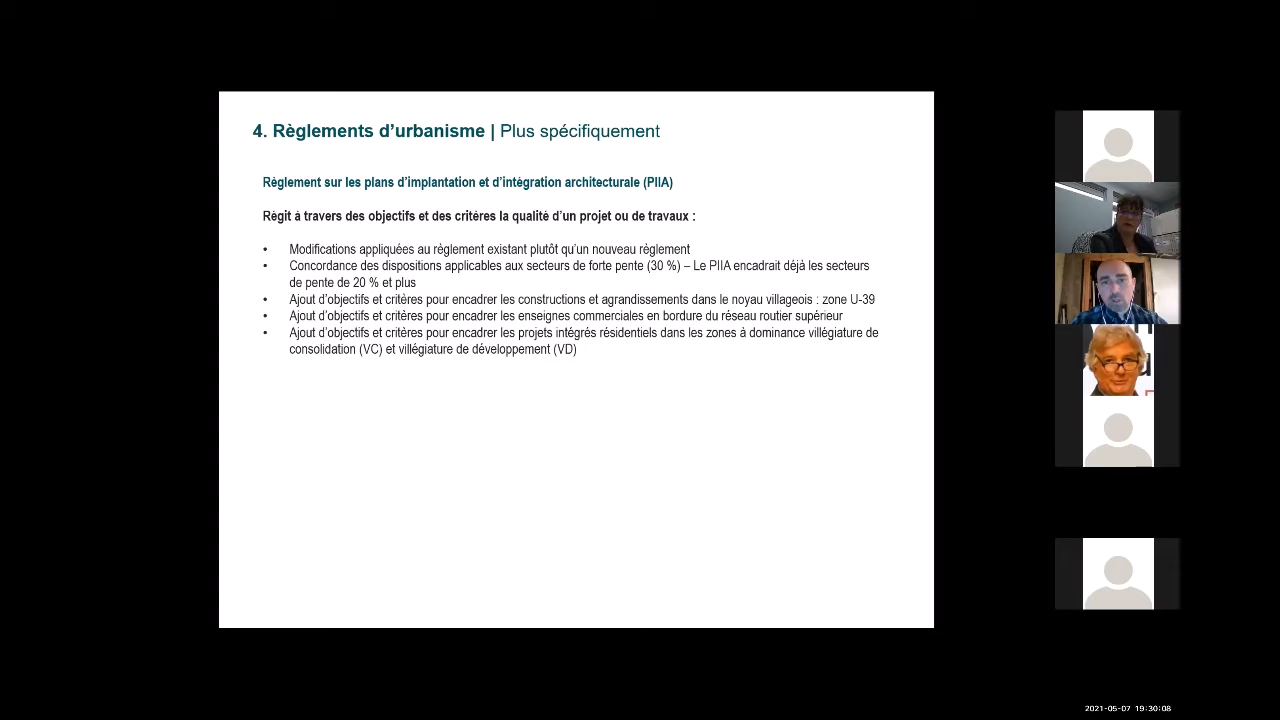 4. Règlements d'urbanisme | Plus spécifiquement
Règlement sur les plans d'implantation et d'intégration architecturale (PIIA)
Régit à travers des objectifs et des critères la qualité d'un projet ou de travaux :
• Modifications appliquées au règlement existant plutôt qu'un nouveau règlement
• Concordance des dispositions applicables aux secteurs de forte pente (30 %) – Le PIIA encadrait déjà les secteurs
de pente de 20 % et plus
• Ajout d'objectifs et critères pour encadrer les constructions et agrandissements dans le noyau villageois : zone U-39
• Ajout d'objectifs et critères pour encadrer les enseignes commerciales en bordure du réseau routier supérieur
• Ajout d'objectifs et critères pour encadrer les projets intégrés résidentiels dans les zones à dominance villégiature de
consolidation (VC) et villégiature de développement (VD)
2021-05-07 19:30:08